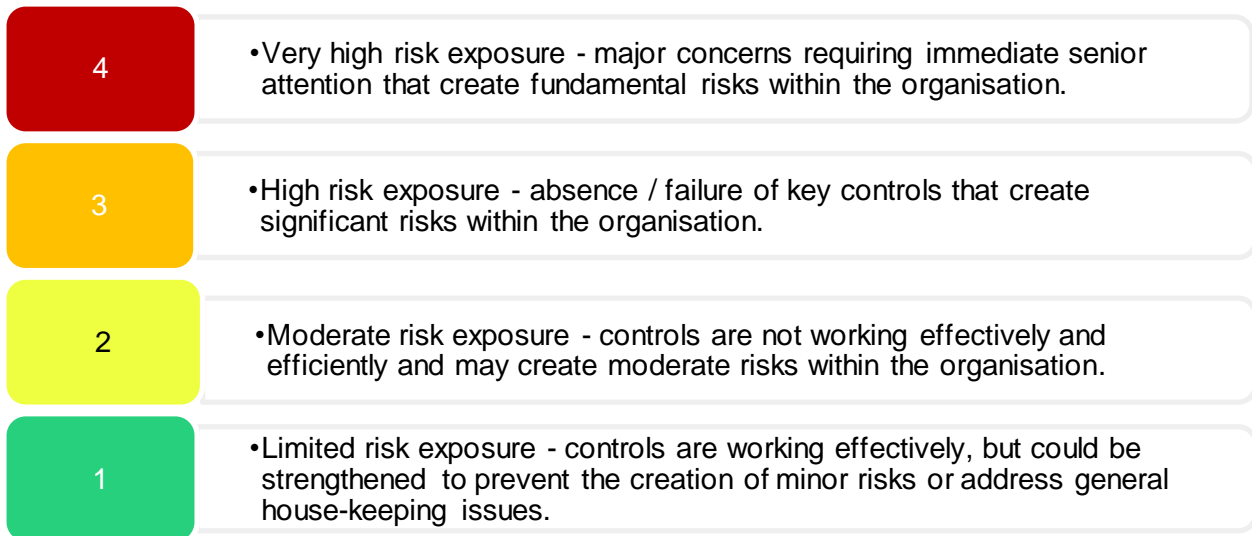 4
•Very high risk exposure - major concerns requiring immediate senior
attention that create fundamental risks within the organisation.
3
•High risk exposure - absence / failure of key controls that create
significant risks within the organisation.
2
•Moderate risk exposure - controls are not working effectively and
efficiently and may create moderate risks within the organisation.
1
•Limited risk exposure - controls are working effectively, but could be
strengthened to prevent the creation of minor risks or address general
house-keeping issues.